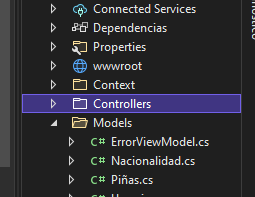 Connected Services
Dependencias
Properties
wwwroot
Context
Controllers
Models
C# ErrorViewModel.cs
C# Nacionalidad.cs
C# Piñas.cs